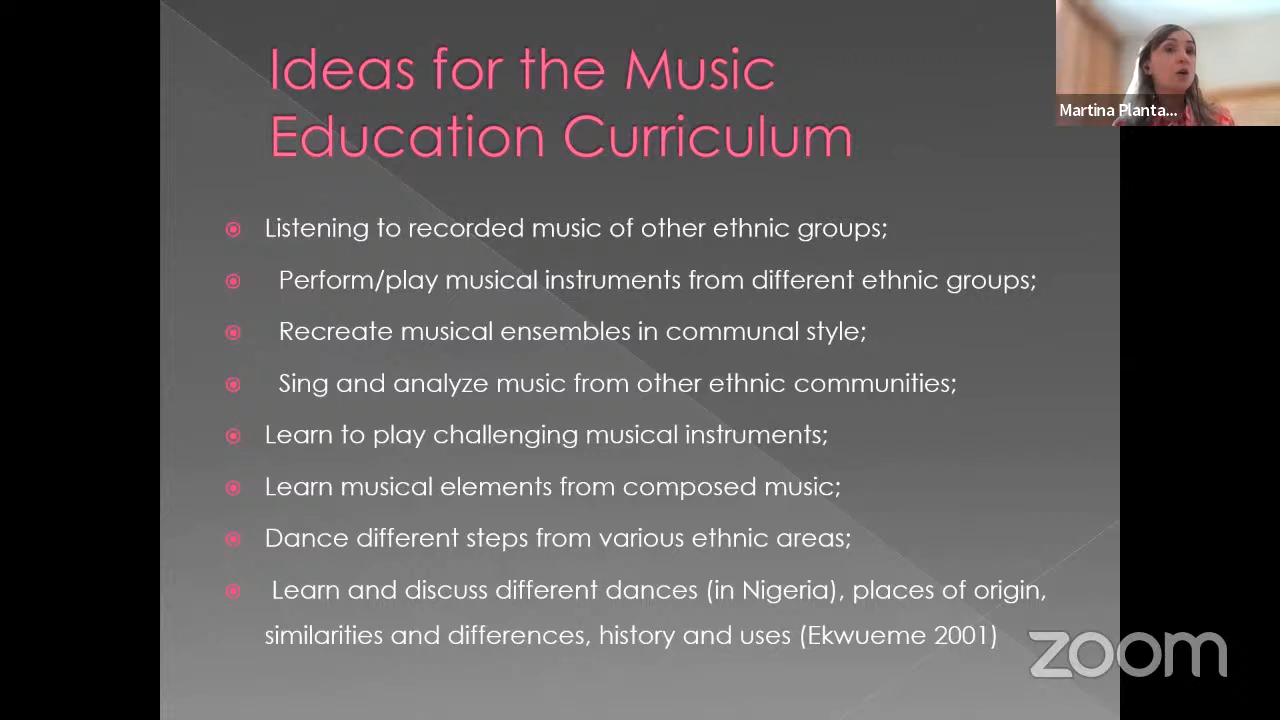 Ideas for the Music
Education Curriculum
Martina Planta...
Listening to recorded music of other ethnic groups;
Perform/play musical instruments from different ethnic groups;
Recreate musical ensembles in communal style;
Sing and analyze music from other ethnic communities;
Learn to play challenging musical instruments;
Learn musical elements from composed music;
Dance different steps from various ethnic areas;
Learn and discuss different dances (in Nigeria), places of origin,
similarities and differences, history and uses (Ekwueme 2001)
zoom